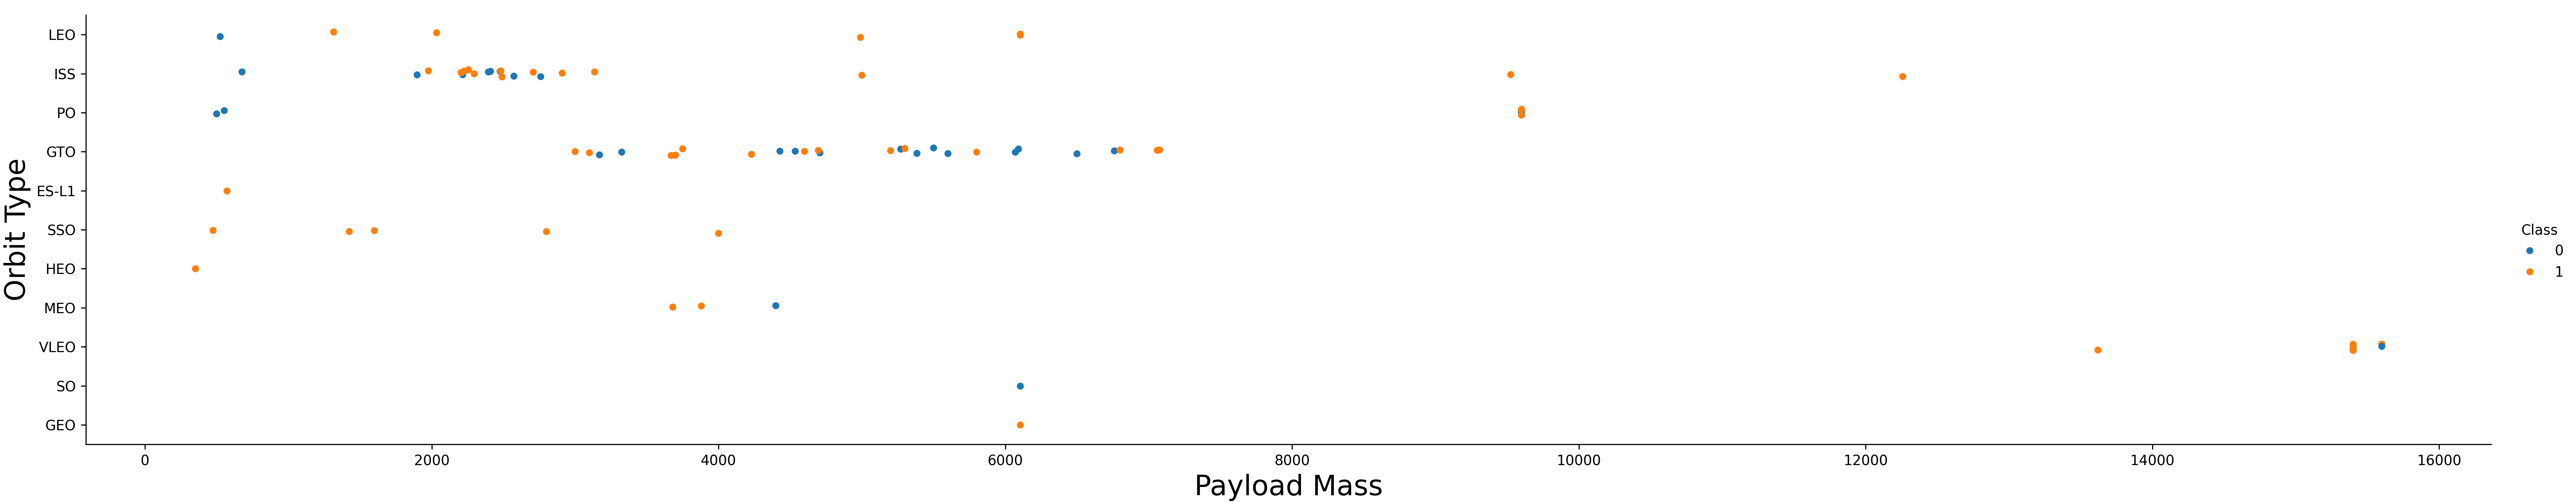 LEO
ISS
PO
GTO
ES-L1
SSO
HEO
MEO
VLEO
SO
GEO
Orbit Type
0 2000 4000 6000 8000 10000 12000 14000 16000
Payload Mass
Class
0
1